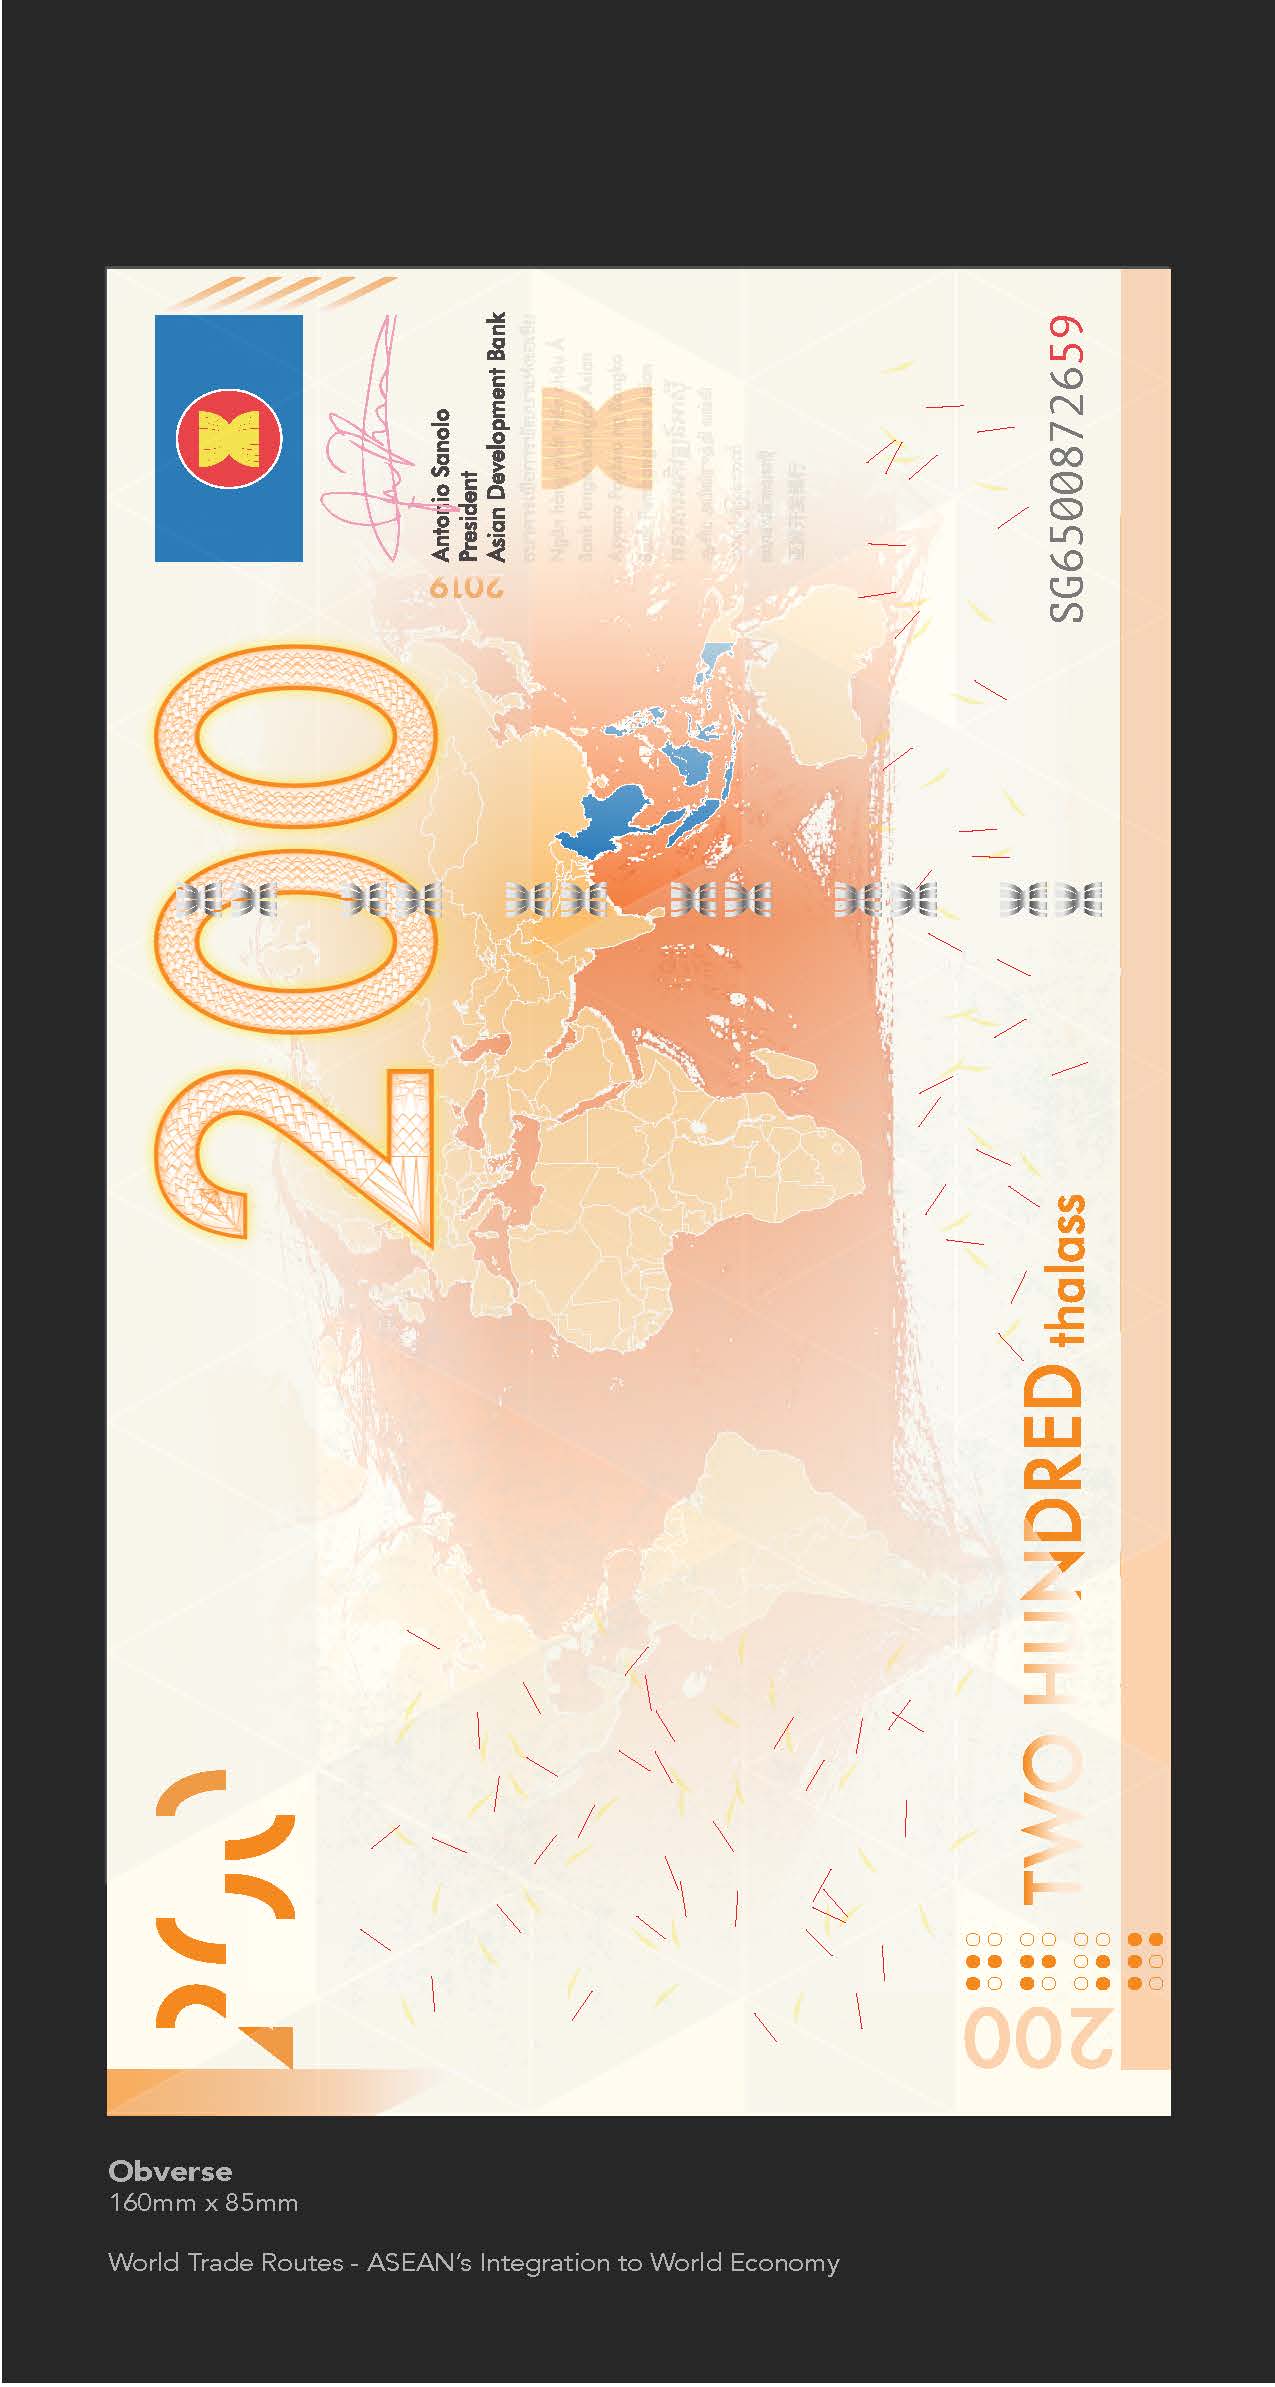 200
Antonio Sanolo
President
Asian Development Bank
2019
SG6500872659
200
TWO HUNDRED thalass
200
Obverse
160mm x 85mm
World Trade Routes - ASEAN's Integration to World Economy